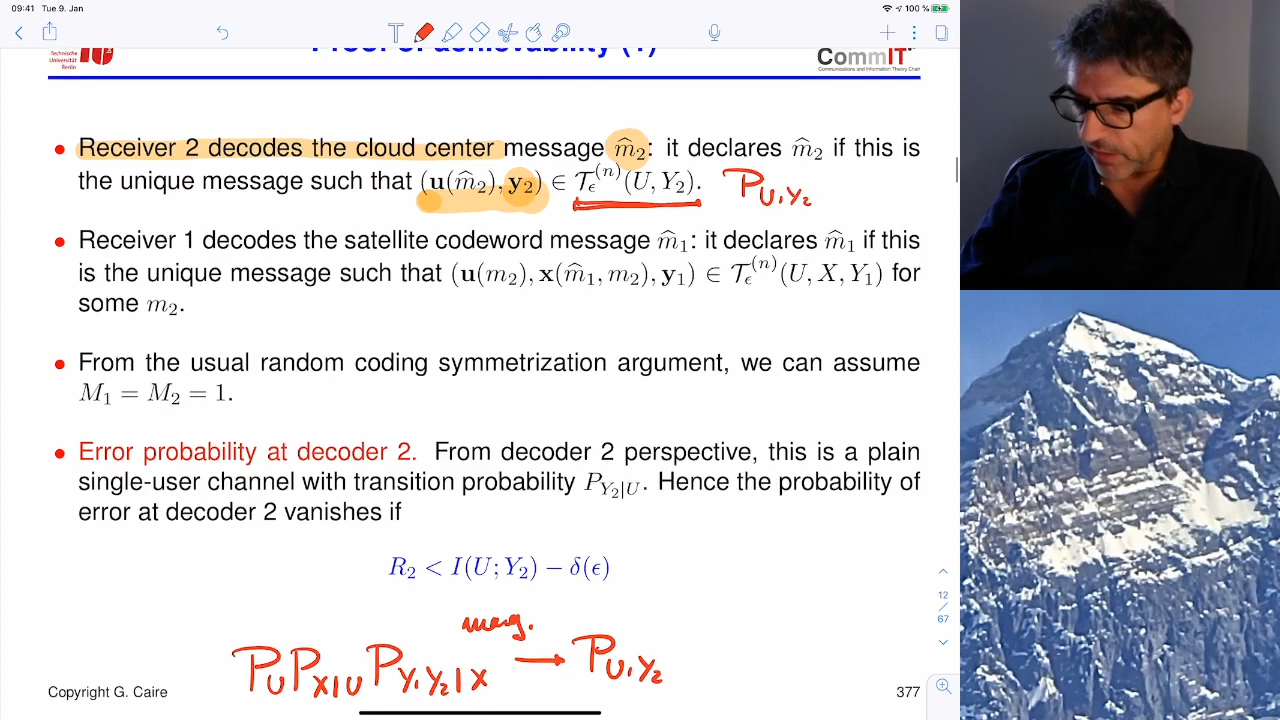 09:41 Tue 9. Jan
100 %
Proof of achievability (1)
Technische
Universität
Berlin
CommIT
Communications and Information Theory Chair
• Receiver 2 decodes the cloud center message m̂₂: it declares m̂₂ if this is
the unique message such that (u(m̂₂), y₂) ∈ 𝒯_ϵ^(n)(U, Y₂). P_{U,Y₂}
• Receiver 1 decodes the satellite codeword message m̂₁: it declares m̂₁ if this
is the unique message such that (u(m₂), x(m̂₁, m₂), y₁) ∈ 𝒯_ϵ^(n)(U, X, Y₁) for
some m₂.
• From the usual random coding symmetrization argument, we can assume
M₁ = M₂ = 1.
• Error probability at decoder 2. From decoder 2 perspective, this is a plain
single-user channel with transition probability P_{Y₂|U}. Hence the probability of
error at decoder 2 vanishes if
R₂ < I(U; Y₂) − δ(ϵ)
12
/
67
marg.
P_U P_{X|U} P_{Y₁Y₂|X} → P_{U,Y₂}
Copyright G. Caire
377